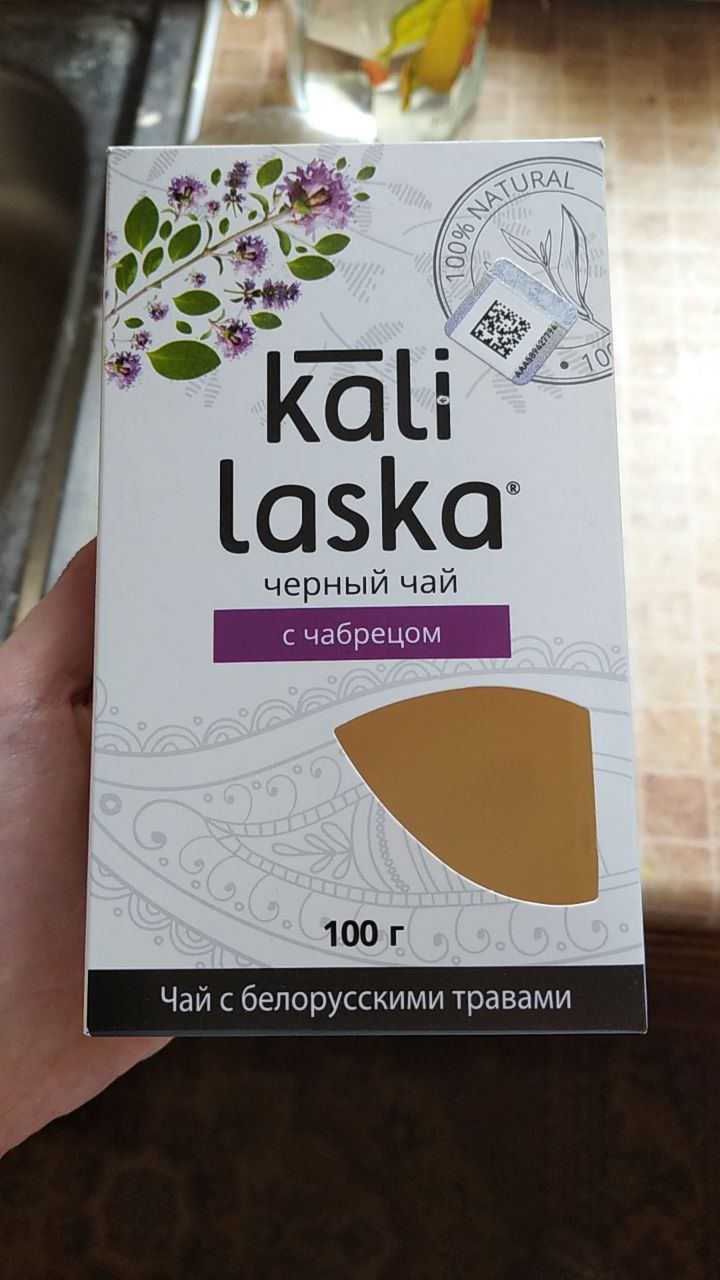 100% NATURAL
kāli
laska®
черный чай
с чабрецом
100 г
Чай с белорусскими травами